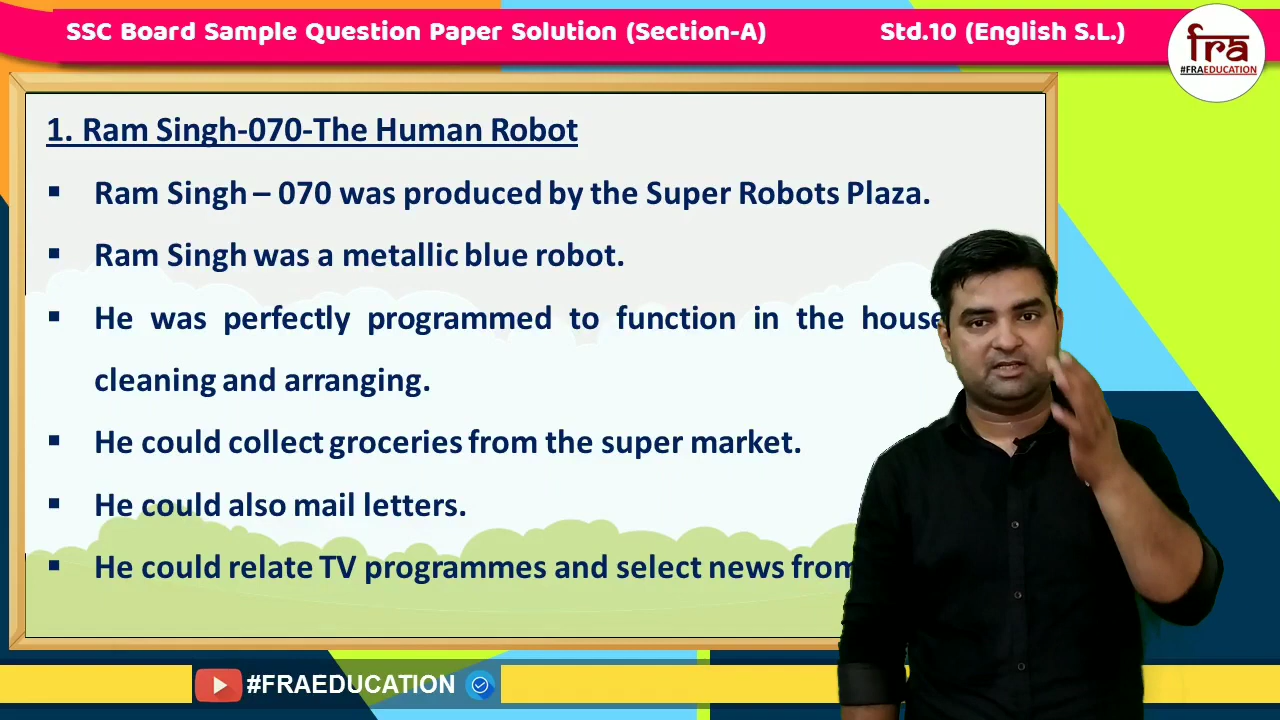 SSC Board Sample Question Paper Solution (Section-A)
Std.10 (English S.L.)
fra
#FRAEDUCATION
1. Ram Singh-070-The Human Robot
▪ Ram Singh – 070 was produced by the Super Robots Plaza.
▪ Ram Singh was a metallic blue robot.
▪ He was perfectly programmed to function in the house
cleaning and arranging.
▪ He could collect groceries from the super market.
▪ He could also mail letters.
▪ He could relate TV programmes and select news from
#FRAEDUCATION